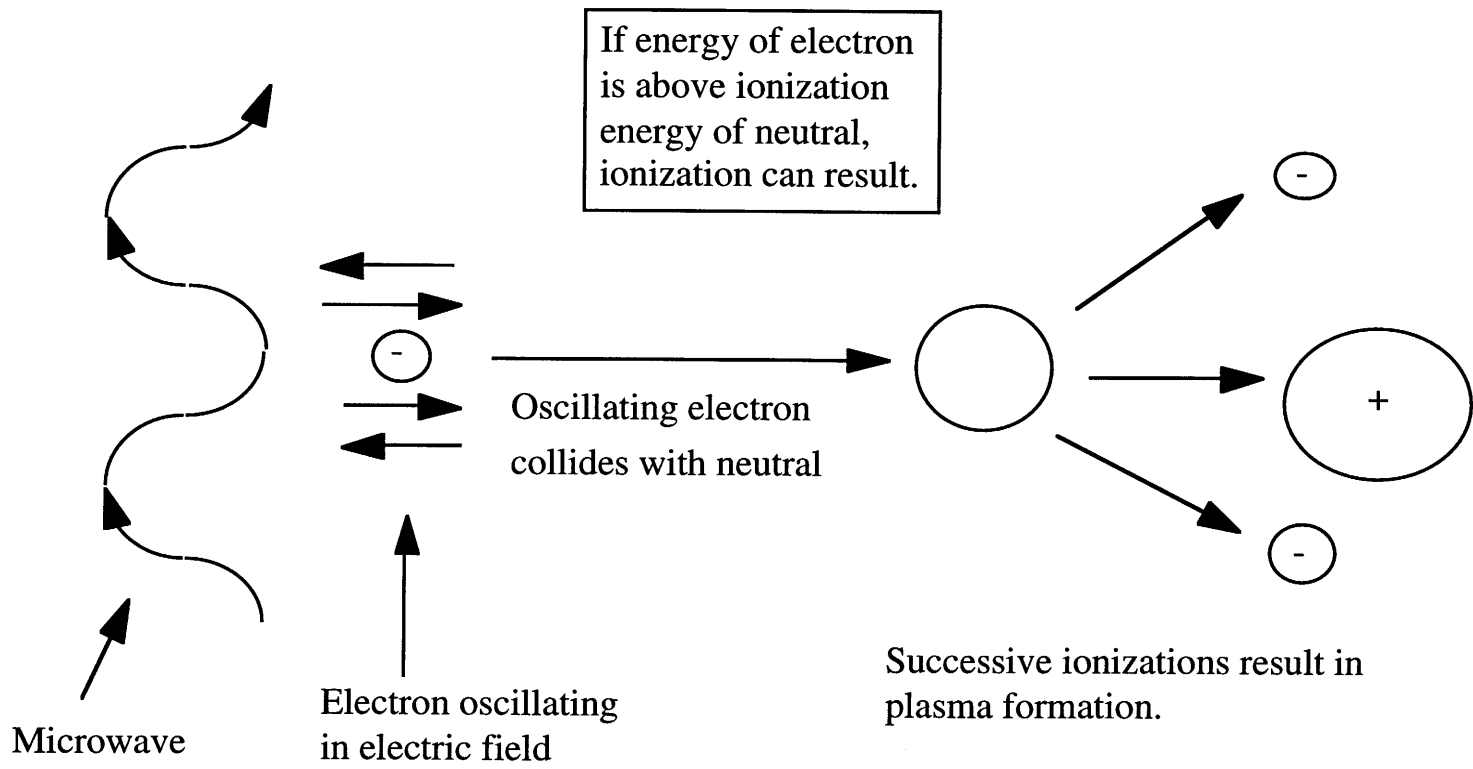 If energy of electron
is above ionization
energy of neutral,
ionization can result.
-
-
Oscillating electron
collides with neutral
+
-
Successive ionizations result in
plasma formation.
Electron oscillating
in electric field
Microwave